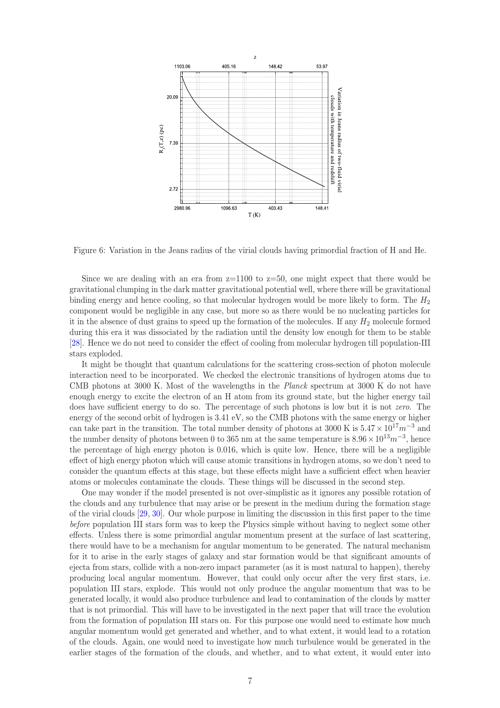 z
1103.06 405.16 148.42 53.97
20.09
7.39
2.72
R_J(T,z) (pc)
Variation in Jeans radius of two-fluid virial
clouds with temperature and redshift
2980.96 1096.63 403.43 148.41
T (K)
Figure 6: Variation in the Jeans radius of the virial clouds having primordial fraction of H and He.
Since we are dealing with an era from z=1100 to z=50, one might expect that there would be
gravitational clumping in the dark matter gravitational potential well, where there will be gravitational
binding energy and hence cooling, so that molecular hydrogen would be more likely to form. The H₂
component would be negligible in any case, but more so as there would be no nucleating particles for
it in the absence of dust grains to speed up the formation of the molecules. If any H₂ molecule formed
during this era it was dissociated by the radiation until the density low enough for them to be stable
[28]. Hence we do not need to consider the effect of cooling from molecular hydrogen till population-III
stars exploded.
It might be thought that quantum calculations for the scattering cross-section of photon molecule
interaction need to be incorporated. We checked the electronic transitions of hydrogen atoms due to
CMB photons at 3000 K. Most of the wavelengths in the Planck spectrum at 3000 K do not have
enough energy to excite the electron of an H atom from its ground state, but the higher energy tail
does have sufficient energy to do so. The percentage of such photons is low but it is not zero. The
energy of the second orbit of hydrogen is 3.41 eV, so the CMB photons with the same energy or higher
can take part in the transition. The total number density of photons at 3000 K is 5.47 × 10¹⁷m⁻³ and
the number density of photons between 0 to 365 nm at the same temperature is 8.96 × 10¹³m⁻³, hence
the percentage of high energy photon is 0.016, which is quite low. Hence, there will be a negligible
effect of high energy photon which will cause atomic transitions in hydrogen atoms, so we don't need to
consider the quantum effects at this stage, but these effects might have a sufficient effect when heavier
atoms or molecules contaminate the clouds. These things will be discussed in the second step.
One may wonder if the model presented is not over-simplistic as it ignores any possible rotation of
the clouds and any turbulence that may arise or be present in the medium during the formation stage
of the virial clouds [29, 30]. Our whole purpose in limiting the discussion in this first paper to the time
before population III stars form was to keep the Physics simple without having to neglect some other
effects. Unless there is some primordial angular momentum present at the surface of last scattering,
there would have to be a mechanism for angular momentum to be generated. The natural mechanism
for it to arise in the early stages of galaxy and star formation would be that significant amounts of
ejecta from stars, collide with a non-zero impact parameter (as it is most natural to happen), thereby
producing local angular momentum. However, that could only occur after the very first stars, i.e.
population III stars, explode. This would not only produce the angular momentum that was to be
generated locally, it would also produce turbulence and lead to contamination of the clouds by matter
that is not primordial. This will have to be investigated in the next paper that will trace the evolution
from the formation of population III stars on. For this purpose one would need to estimate how much
angular momentum would get generated and whether, and to what extent, it would lead to a rotation
of the clouds. Again, one would need to investigate how much turbulence would be generated in the
earlier stages of the formation of the clouds, and whether, and to what extent, it would enter into
7